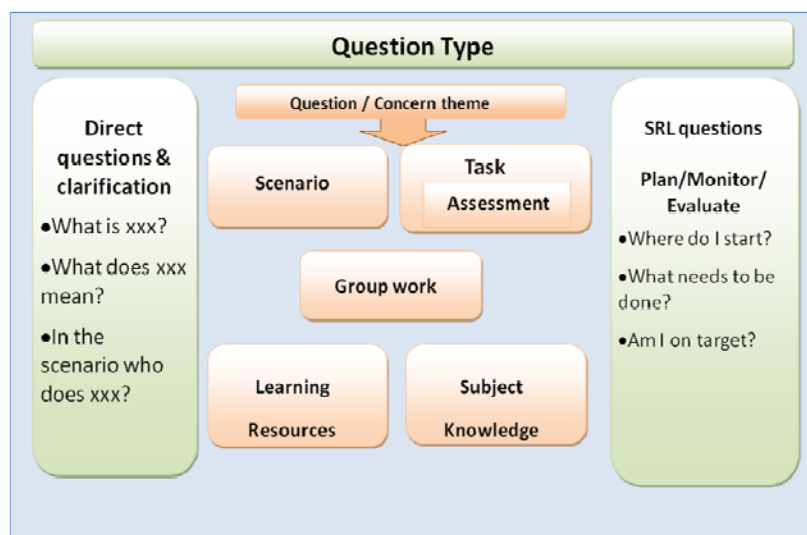 Question Type
Direct
questions &
clarification
●What is xxx?
●What does xxx
mean?
●In the
scenario who
does xxx?
Question / Concern theme
Scenario
Task
Assessment
Group work
Learning
Resources
Subject
Knowledge
SRL questions
Plan/Monitor/
Evaluate
●Where do I start?
●What needs to be
done?
●Am I on target?